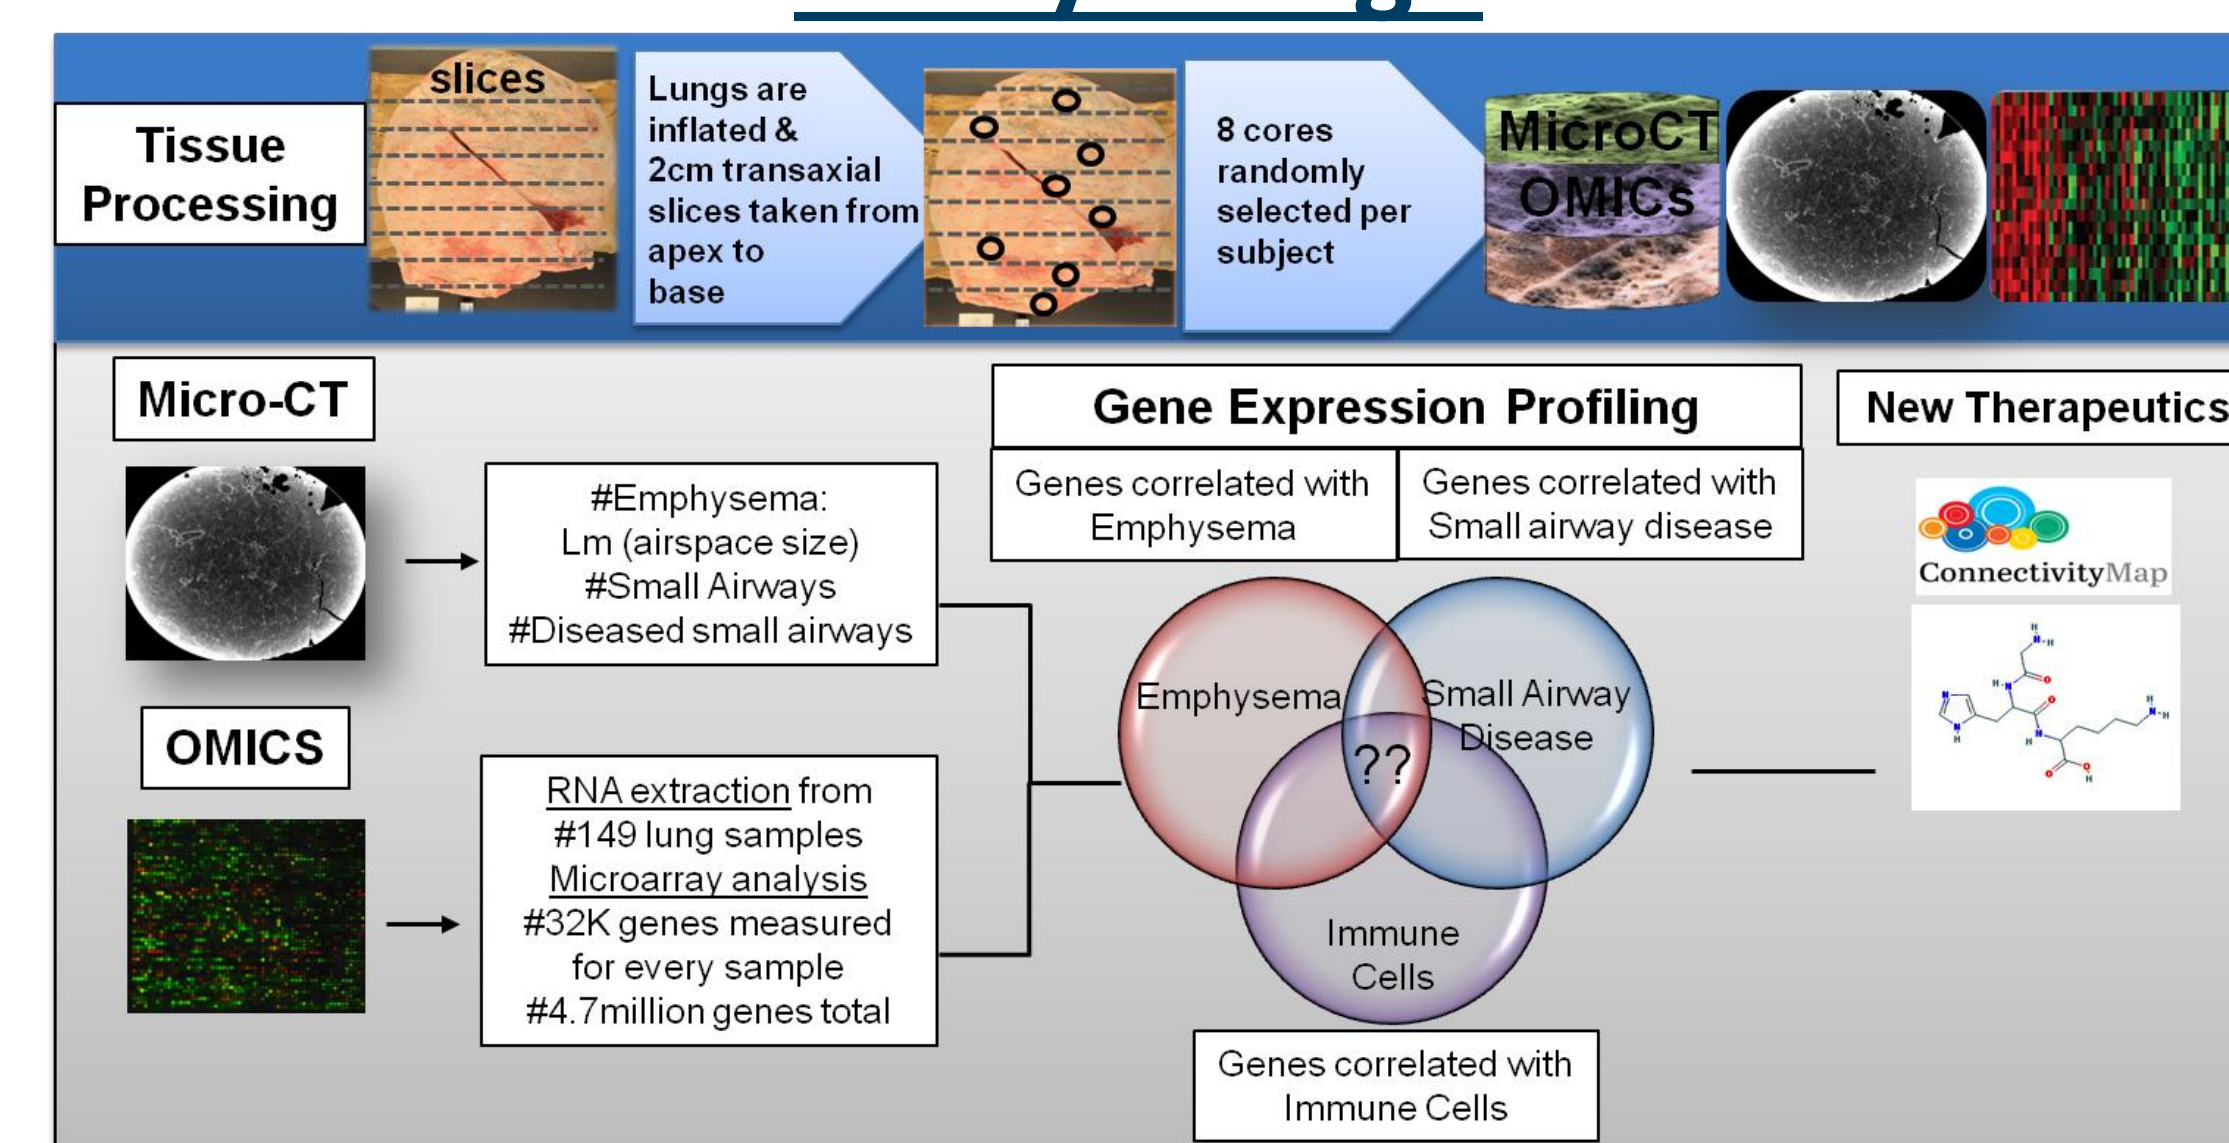 slices
Tissue
Processing
Lungs are
inflated &
2cm transaxial
slices taken from
apex to
base
8 cores
randomly
selected per
subject
MicroCT
OMICs
Micro-CT
#Emphysema:
Lm (airspace size)
#Small Airways
#Diseased small airways
OMICS
RNA extraction from
#149 lung samples
Microarray analysis
#32K genes measured
for every sample
#4.7million genes total
Gene Expression Profiling
Genes correlated with
Emphysema
Genes correlated with
Small airway disease
Emphysema
Small Airway
Disease
??
Immune
Cells
Genes correlated with
Immune Cells
New Therapeutics
ConnectivityMap
H
N-H
H-N
O
N
N
H
O
H
N
O
O
H
H
N-H